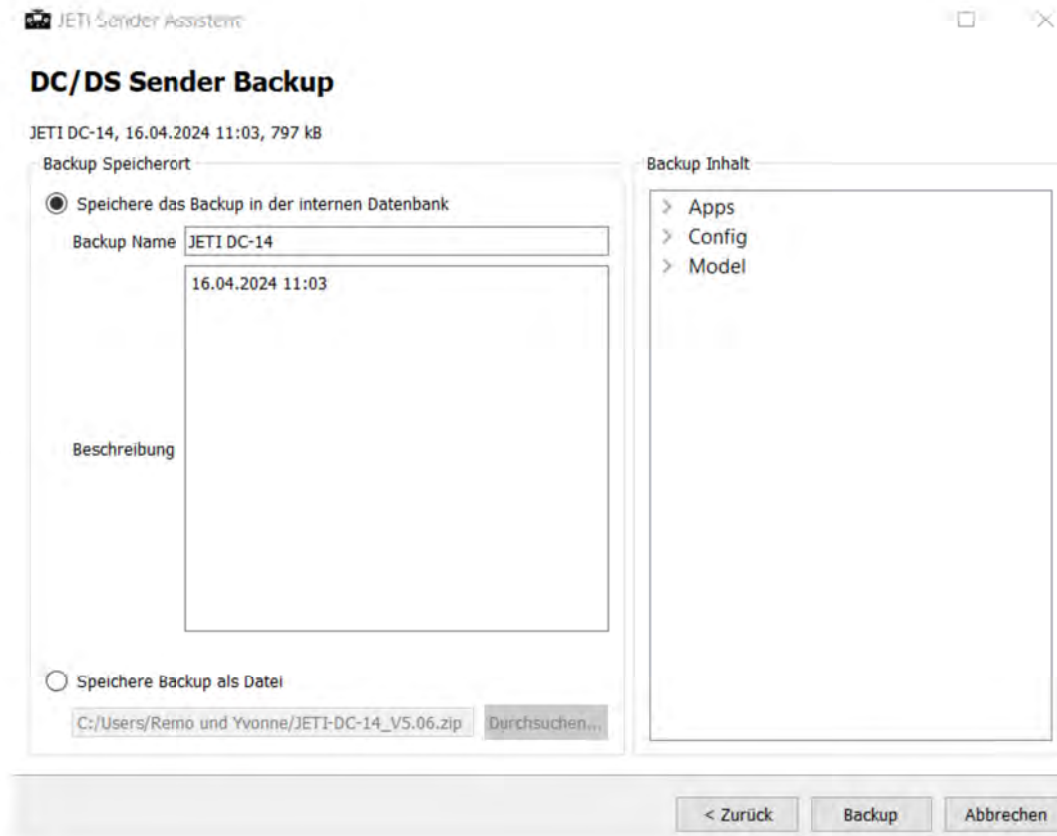 JETI Sender Assistent
DC/DS Sender Backup
JETI DC-14, 16.04.2024 11:03, 797 kB
Backup Speicherort
Speichere das Backup in der internen Datenbank
Backup Name JETI DC-14
16.04.2024 11:03
Beschreibung
Speichere Backup als Datei
C:/Users/Remo und Yvonne/JETI-DC-14_V5.06.zip Durchsuchen...
Backup Inhalt
> Apps
> Config
> Model
< Zurück Backup Abbrechen